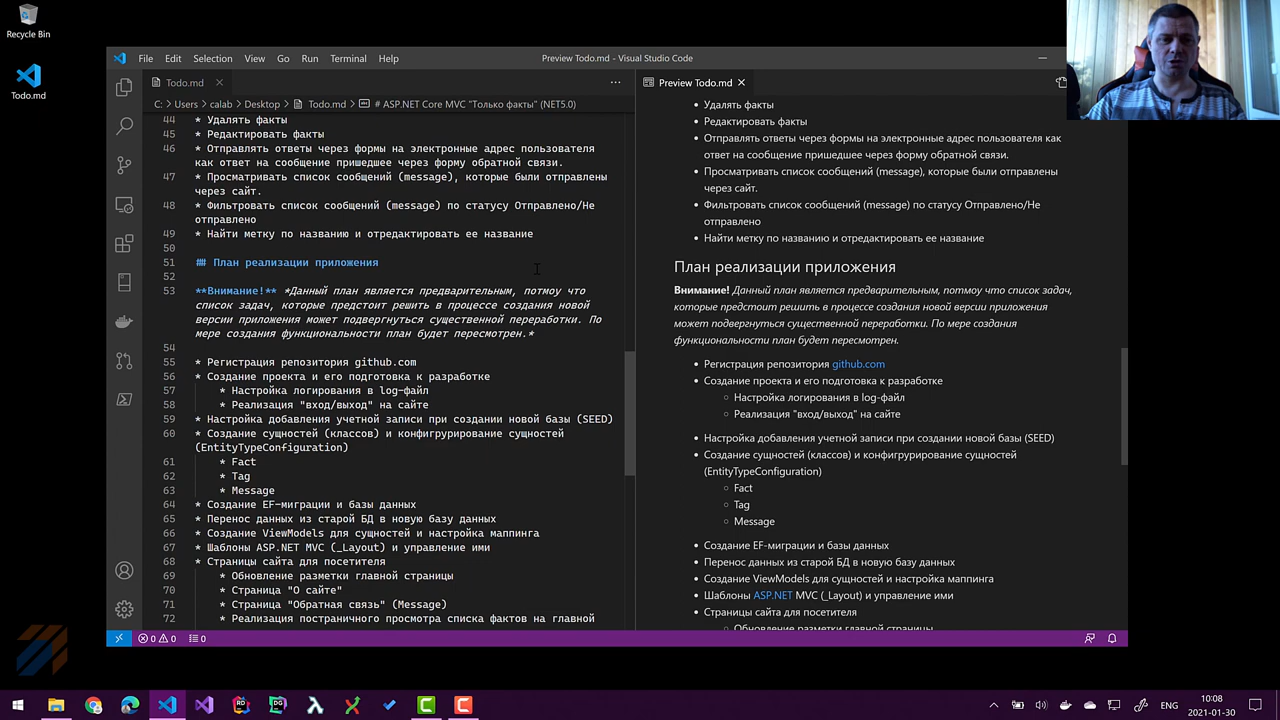 Recycle Bin
Todo.md
File Edit Selection View Go Run Terminal Help
Preview Todo.md - Visual Studio Code
Todo.md
Preview Todo.md
C: > Users > calab > Desktop > Todo.md > # ASP.NET Core MVC "Только факты" (NET5.0)
44 * Удалять факты
45 * Редактировать факты
46 * Отправлять ответы через формы на электронные адрес пользователя
как ответ на сообщение пришедшее через форму обратной связи.
47 * Просматривать список сообщений (message), которые были отправлены
через сайт.
48 * Фильтровать список сообщений (message) по статусу Отправлено/Не
отправлено
49 * Найти метку по названию и отредактировать ее название
50
51 ## План реализации приложения
52
53 **Внимание!** *Данный план является предварительным, потмоу что
список задач, которые предстоит решить в процессе создания новой
версии приложения может подвергнуться существенной переработки. По
мере создания функциональности план будет пересмотрен.*
54
55 * Регистрация репозитория github.com
56 * Создание проекта и его подготовка к разработке
57 * Настройка логирования в log-файл
58 * Реализация "вход/выход" на сайте
59 * Настройка добавления учетной записи при создании новой базы (SEED)
60 * Создание сущностей (классов) и конфигрурирование сущностей
(EntityTypeConfiguration)
61 * Fact
62 * Tag
63 * Message
64 * Создание EF-миграции и базы данных
65 * Перенос данных из старой БД в новую базу данных
66 * Создание ViewModels для сущностей и настройка маппинга
67 * Шаблоны ASP.NET MVC (_Layout) и управление ими
68 * Страницы сайта для посетителя
69 * Обновление разметки главной страницы
70 * Страница "О сайте"
71 * Страница "Обратная связь" (Message)
72 * Реализация постраничного просмотра списка фактов на главной
• Удалять факты
• Редактировать факты
• Отправлять ответы через формы на электронные адрес пользователя как
ответ на сообщение пришедшее через форму обратной связи.
• Просматривать список сообщений (message), которые были отправлены
через сайт.
• Фильтровать список сообщений (message) по статусу Отправлено/Не
отправлено
• Найти метку по названию и отредактировать ее название
План реализации приложения
Внимание! Данный план является предварительным, потмоу что список задач,
которые предстоит решить в процессе создания новой версии приложения
может подвергнуться существенной переработки. По мере создания
функциональности план будет пересмотрен.
• Регистрация репозитория github.com
• Создание проекта и его подготовка к разработке
○ Настройка логирования в log-файл
○ Реализация "вход/выход" на сайте
• Настройка добавления учетной записи при создании новой базы (SEED)
• Создание сущностей (классов) и конфигрурирование сущностей
(EntityTypeConfiguration)
○ Fact
○ Tag
○ Message
• Создание EF-миграции и базы данных
• Перенос данных из старой БД в новую базу данных
• Создание ViewModels для сущностей и настройка маппинга
• Шаблоны ASP.NET MVC (_Layout) и управление ими
• Страницы сайта для посетителя
○ Обновление разметки главной страницы
0 0 0
ENG
10:08
2021-01-30